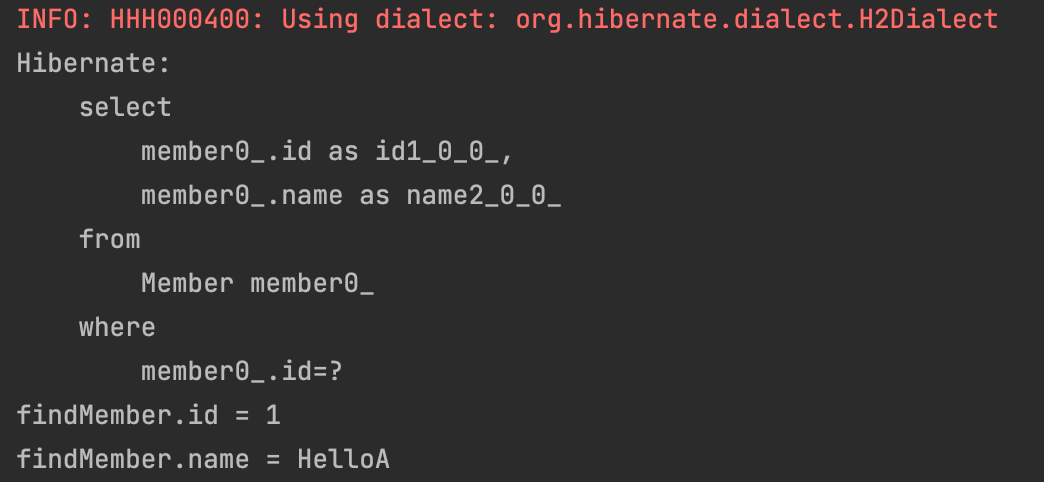 INFO: HHH000400: Using dialect: org.hibernate.dialect.H2Dialect
Hibernate:
    select
        member0_.id as id1_0_0_,
        member0_.name as name2_0_0_
    from
        Member member0_
    where
        member0_.id=?
findMember.id = 1
findMember.name = HelloA